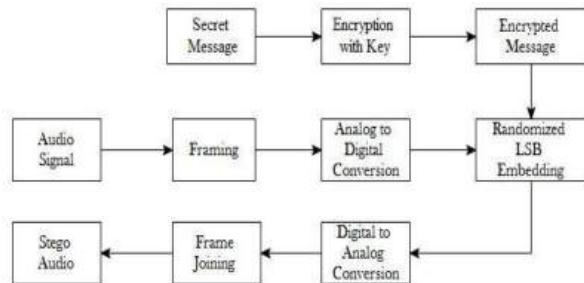 Secret
Message
Encryption
with Key
Encrypted
Message
Audio
Signal
Framing
Analog to
Digital
Conversion
Randomized
LSB
Embedding
Stego
Audio
Frame
Joining
Digital to
Analog
Conversion